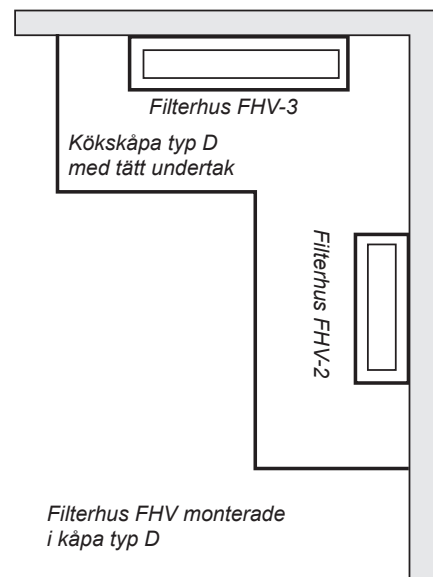 Filterhus FHV-3
Kökskåpa typ D
med tätt undertak
Filterhus FHV-2
Filterhus FHV monterade
i kåpa typ D